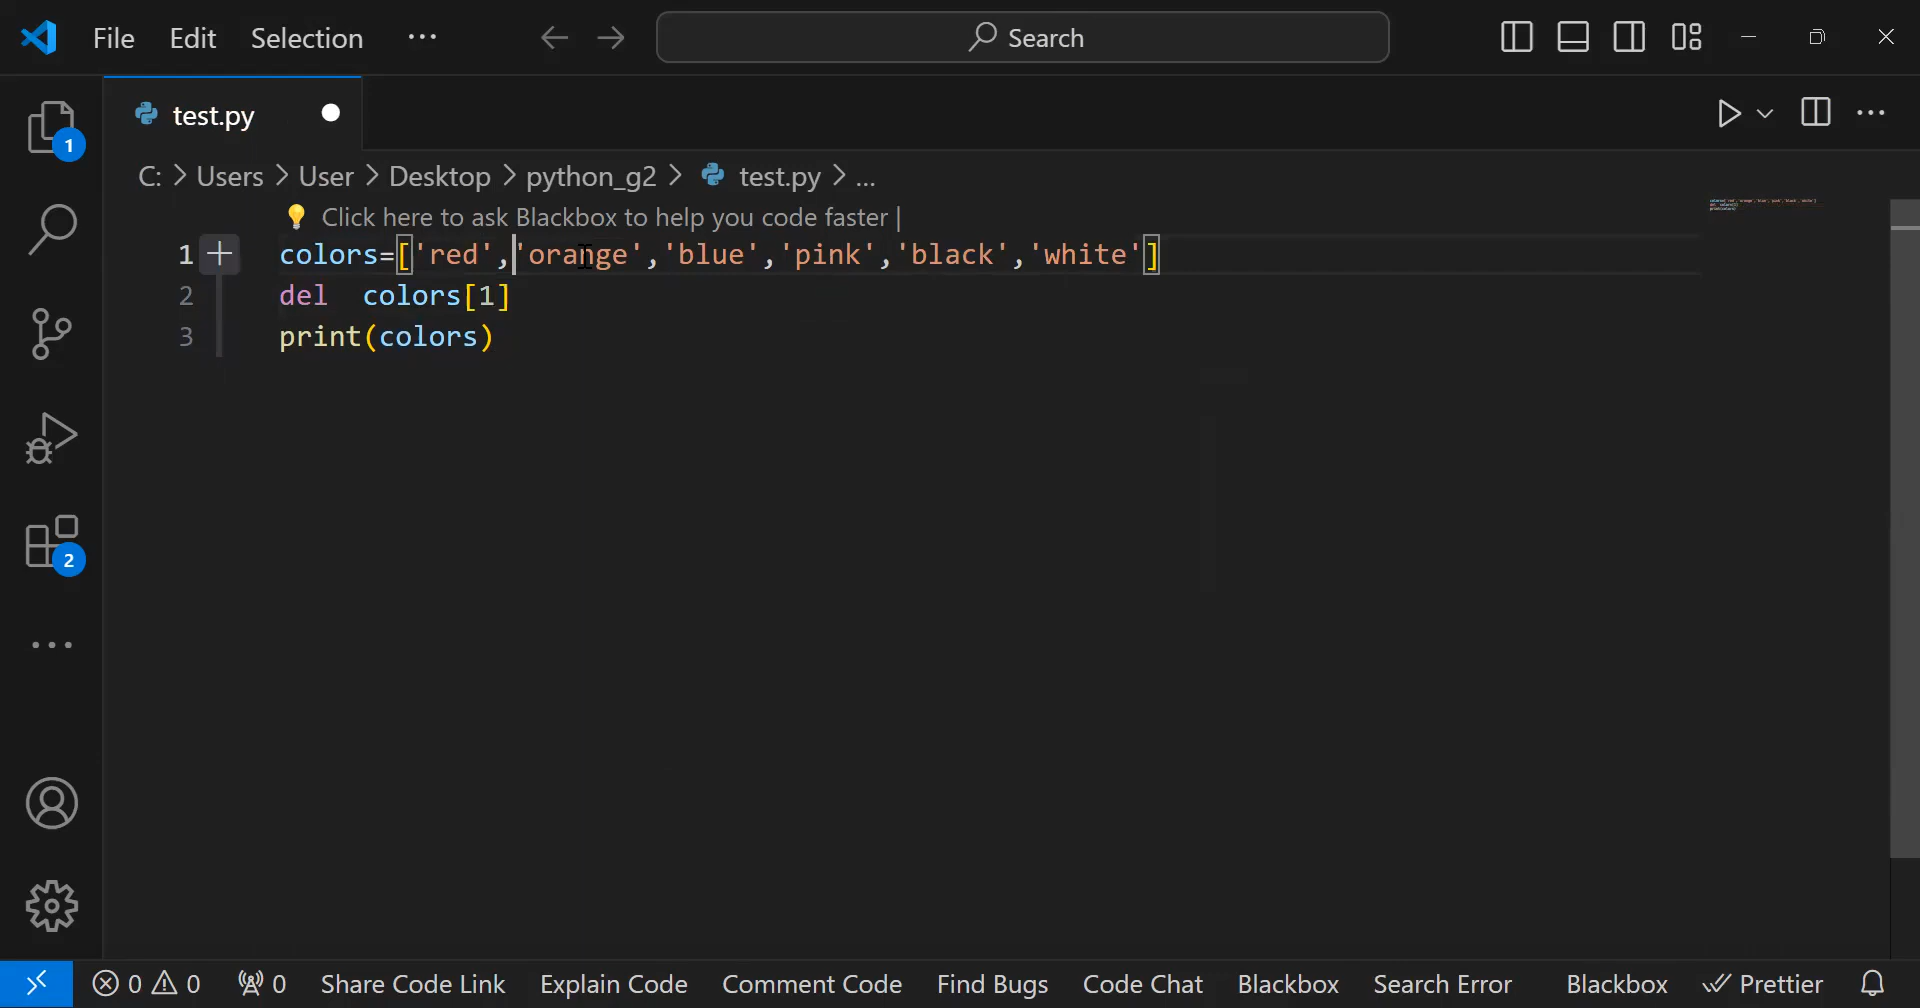 File Edit Selection ··· Search
test.py
1
C: > Users > User > Desktop > python_g2 > test.py > ...
Click here to ask Blackbox to help you code faster |
1 colors=['red','orange','blue','pink','black','white']
2 del  colors[1]
3 print(colors)
2
0 0 0 Share Code Link Explain Code Comment Code Find Bugs Code Chat Blackbox Search Error Blackbox Prettier